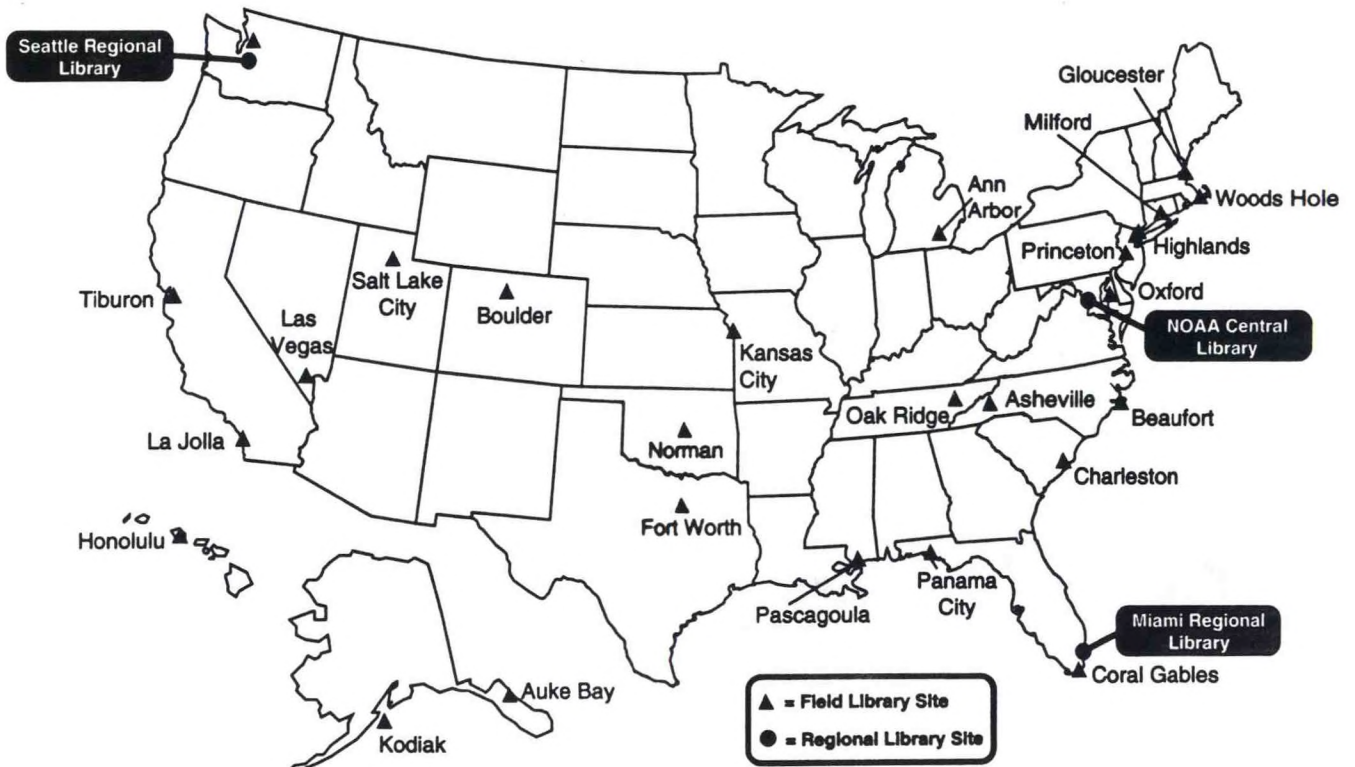 Seattle Regional
Library
Gloucester
Milford
Ann
Arbor
Woods Hole
Highlands
Princeton
Salt Lake
City
Boulder
Tiburon
Las
Vegas
Oxford
NOAA Central
Library
Kansas
City
Oak Ridge
Asheville
Beaufort
La Jolla
Norman
Charleston
Fort Worth
Honolulu
Panama
City
Pascagoula
Miami Regional
Library
Coral Gables
Auke Bay
Kodiak
= Field Library Site
= Regional Library Site